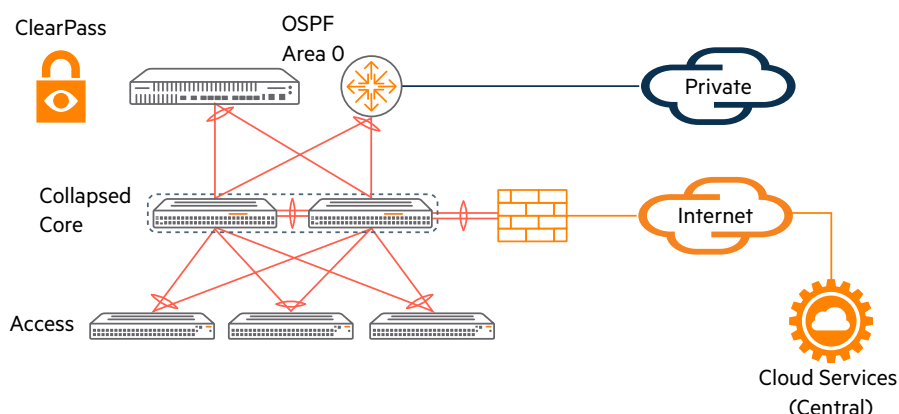 ClearPass
OSPF
Area 0
Private
Collapsed
Core
Internet
Access
Cloud Services
(Central)